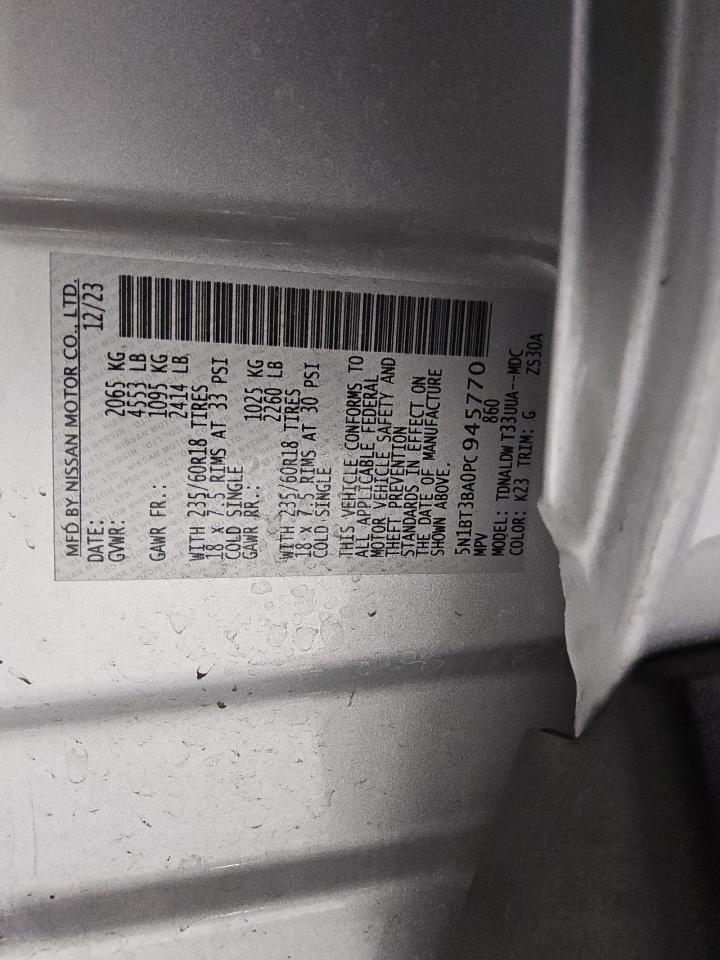 MFD BY NISSAN MOTOR CO., LTD.
DATE: 12/23
GVWR: 2065 KG
4553 LB
GAWR FR.: 1095 KG
2414 LB
WITH 235/60R18 TIRES
18 X 7.5 RIMS AT 33 PSI
COLD SINGLE
GAWR RR.: 1025 KG
2260 LB
WITH 235/60R18 TIRES
18 X 7.5 RIMS AT 30 PSI
COLD SINGLE
THIS VEHICLE CONFORMS TO
ALL APPLICABLE FEDERAL
MOTOR VEHICLE SAFETY AND
THEFT PREVENTION
STANDARDS IN EFFECT ON
THE DATE OF MANUFACTURE
SHOWN ABOVE.
5N1BT3BA0PC945770
MPV 860
MODEL: TDNALDW T33UUA--MDC
COLOR: K23 TRIM: G ZS30A